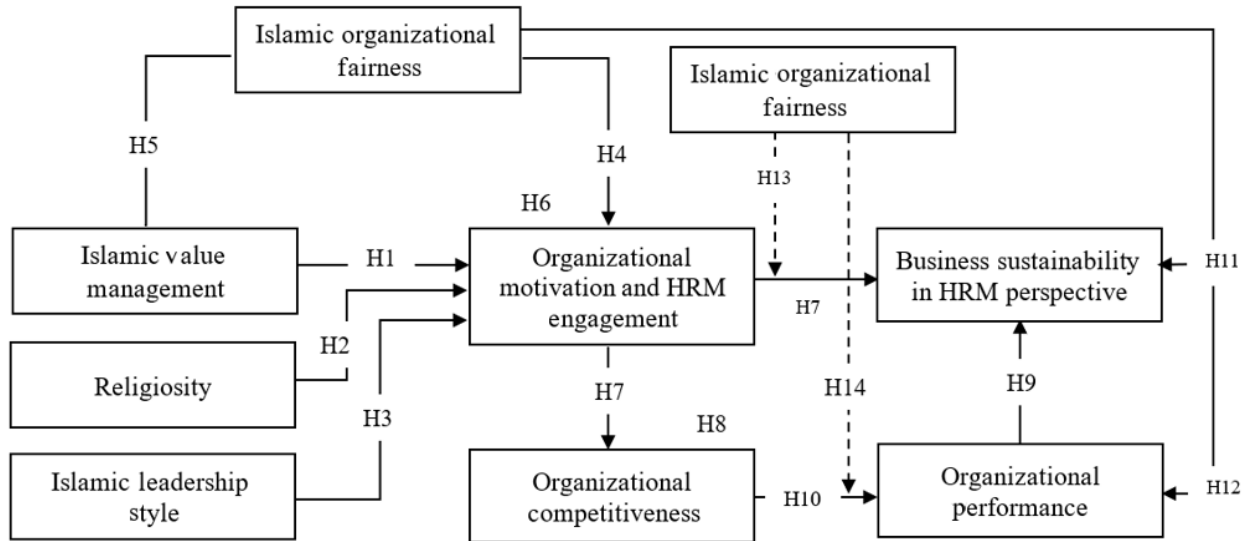 Islamic organizational
fairness
Islamic organizational
fairness
H5
H4
H13
H6
Islamic value
management
H1
Organizational
motivation and HRM
engagement
H7
Business sustainability
in HRM perspective
H11
H2
Religiosity
H3
H7
H14
H9
H8
Islamic leadership
style
Organizational
competitiveness
H10
Organizational
performance
H12